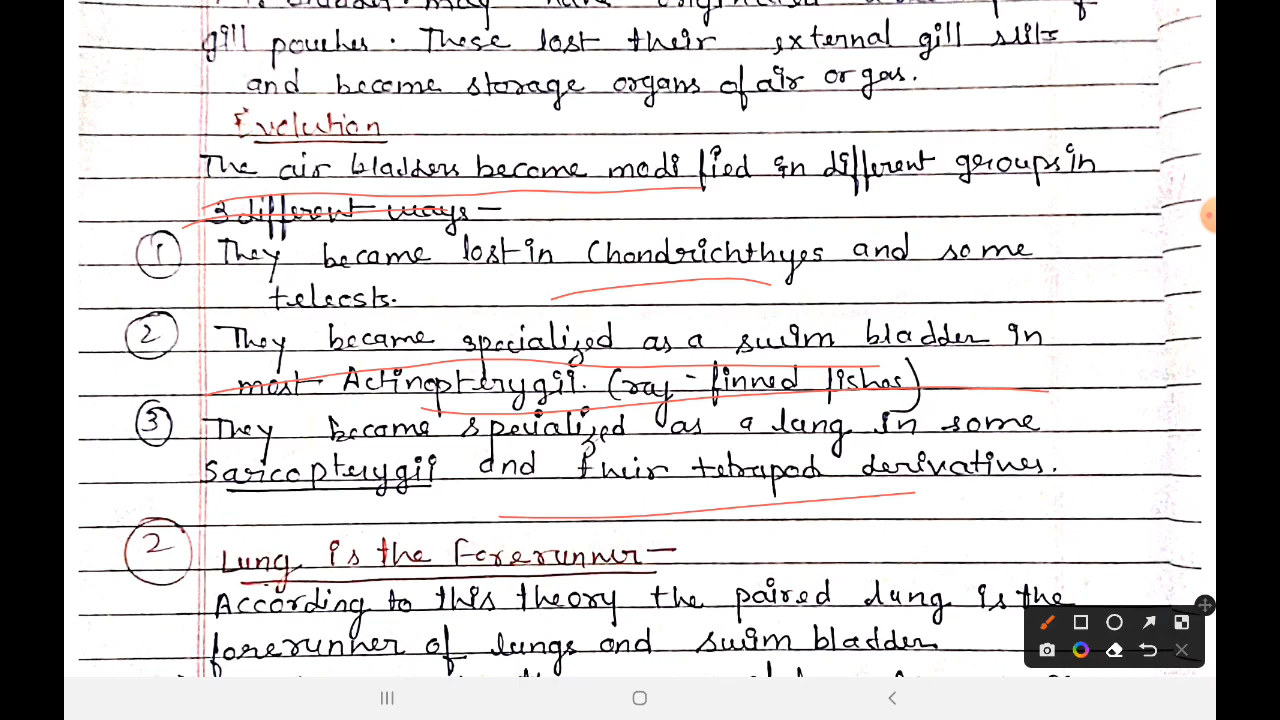 gill pouches. These lost their external gill slits
and became storage organs of air or gas.
Evolution
The air bladders became modified in different groups in
3 different ways -
① They became lost in Chondrichthyes and some
teleosts.
② They became specialized as a swim bladder in
most Actinopterygii. (ray-finned fishes)
③ They became specialized as a lung in some
Sarcopterygii and their tetrapod derivatives.
② Lung is the Forerunner -
According to this theory the paired lung is the
forerunner of lungs and swim bladder